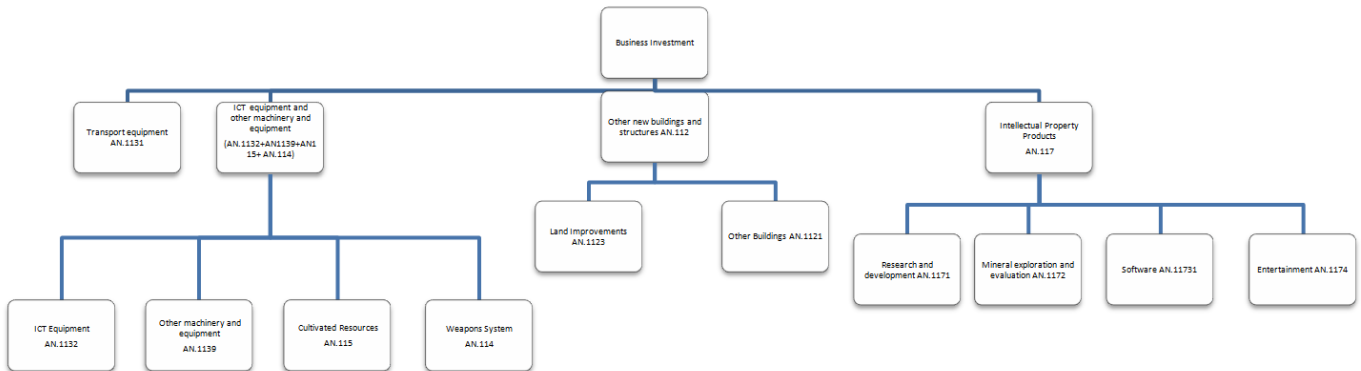 Business Investment
Transport equipment
AN.1131
ICT equipment and
other machinery and
equipment
(AN.1132+AN1139+AN1
15+ AN.114)
Other new buildings and
structures AN.112
Intellectual Property
Products
AN.117
Land Improvements
AN.1123
Other Buildings AN.1121
Research and
development AN.1171
Mineral exploration and
evaluation AN.1172
Software AN.11731
Entertainment AN.1174
ICT Equipment
AN.1132
Other machinery and
equipment
AN.1139
Cultivated Resources
AN.115
Weapons System
AN.114